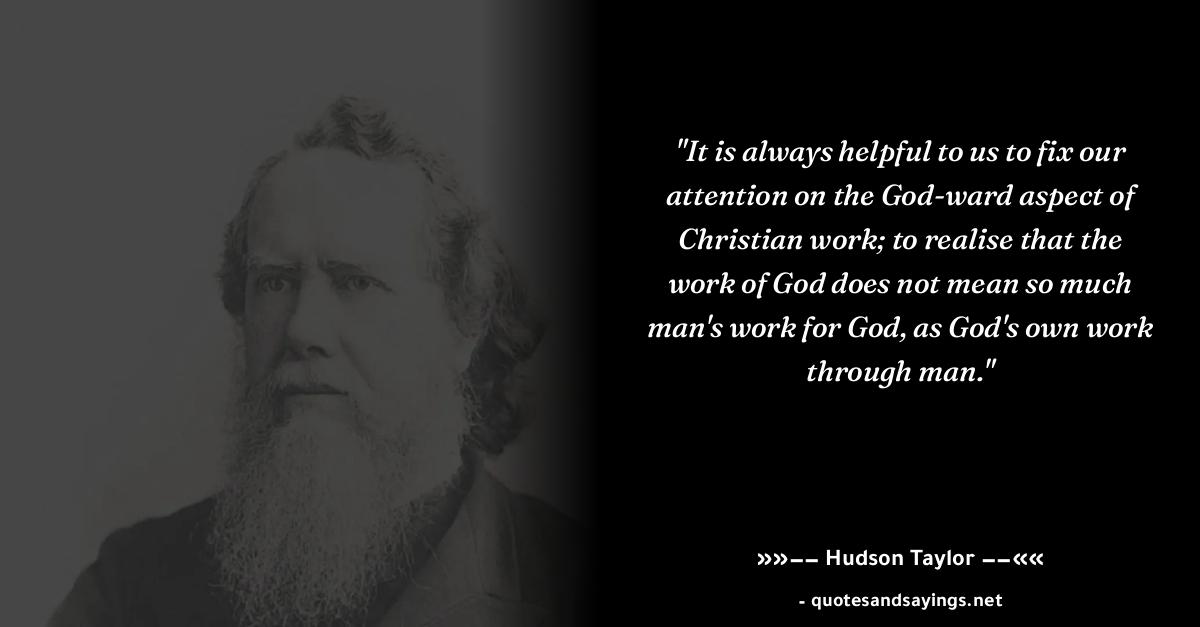 "It is always helpful to us to fix our
attention on the God-ward aspect of
Christian work; to realise that the
work of God does not mean so much
man's work for God, as God's own work
through man."
»»−− Hudson Taylor −−««
- quotesandsayings.net